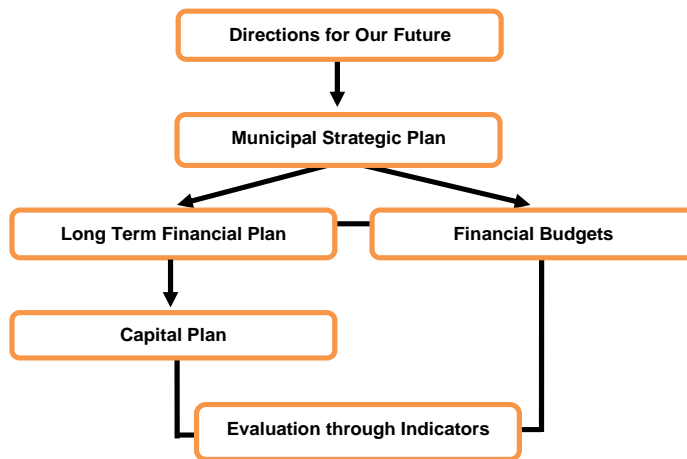 Directions for Our Future
Municipal Strategic Plan
Long Term Financial Plan
Financial Budgets
Capital Plan
Evaluation through Indicators